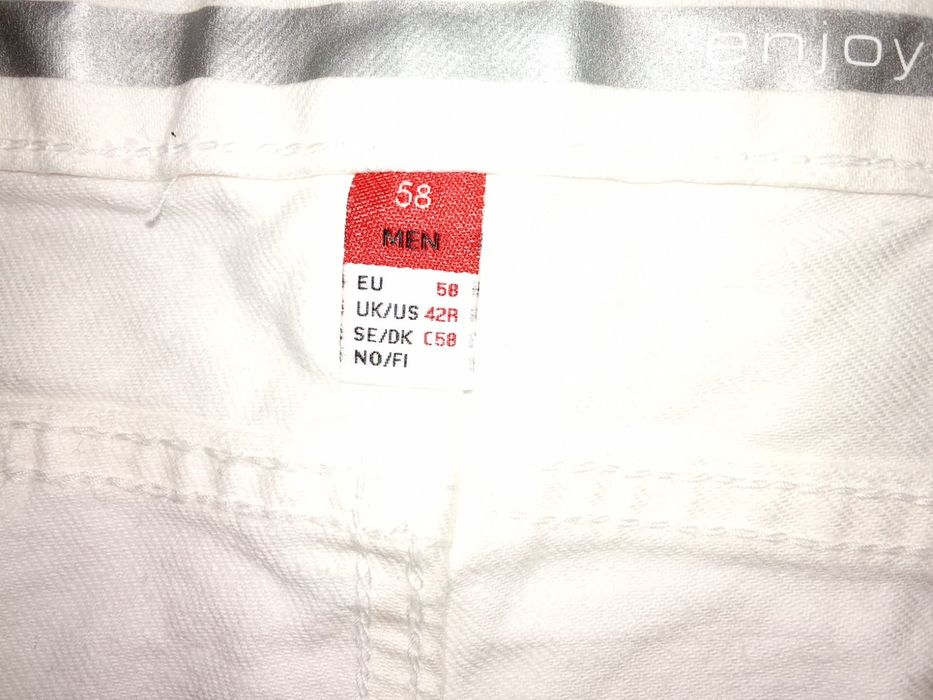 enjoy
58
MEN
EU 58
UK/US 42R
SE/DK C58
NO/FI